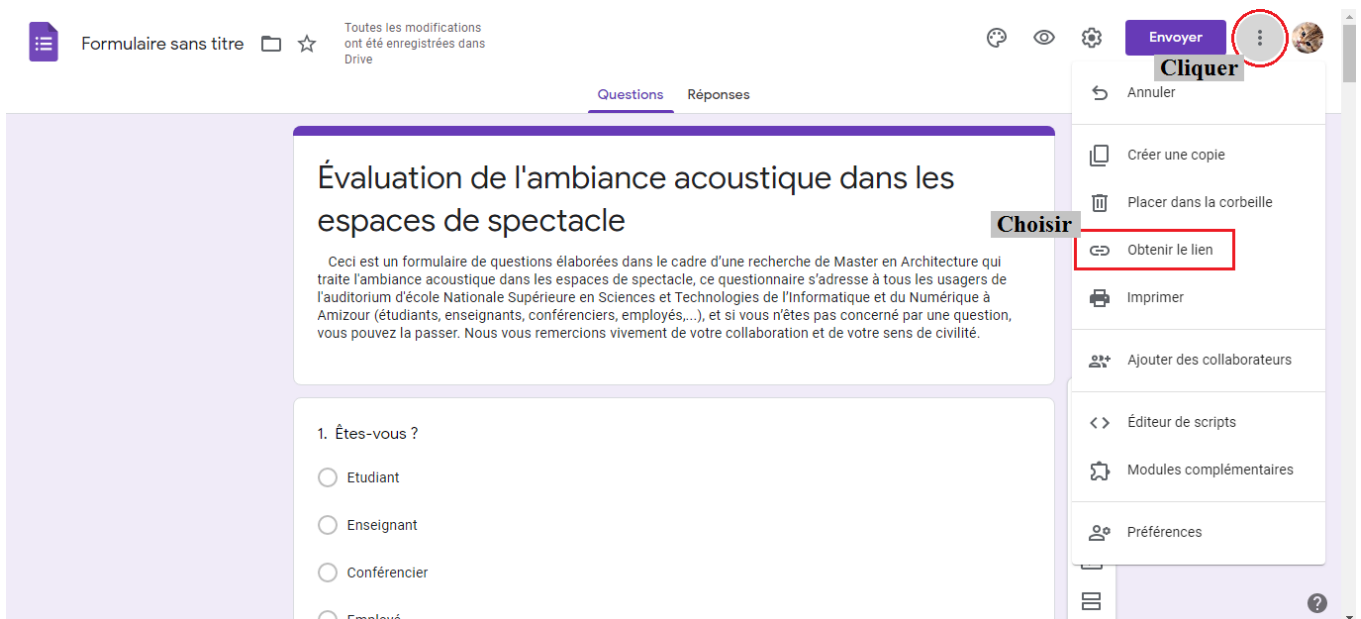 Formulaire sans titre
Toutes les modifications
ont été enregistrées dans
Drive
Envoyer
Cliquer
Questions
Réponses
Annuler
Créer une copie
Placer dans la corbeille
Choisir
Obtenir le lien
Imprimer
Ajouter des collaborateurs
Éditeur de scripts
Modules complémentaires
Préférences
Évaluation de l'ambiance acoustique dans les
espaces de spectacle
Ceci est un formulaire de questions élaborées dans le cadre d’une recherche de Master en Architecture qui
traite l'ambiance acoustique dans les espaces de spectacle, ce questionnaire s’adresse à tous les usagers de
l'auditorium d'école Nationale Supérieure en Sciences et Technologies de l’Informatique et du Numérique à
Amizour (étudiants, enseignants, conférenciers, employés,...), et si vous n’êtes pas concerné par une question,
vous pouvez la passer. Nous vous remercions vivement de votre collaboration et de votre sens de civilité.
1. Êtes-vous ?
Etudiant
Enseignant
Conférencier
Employé